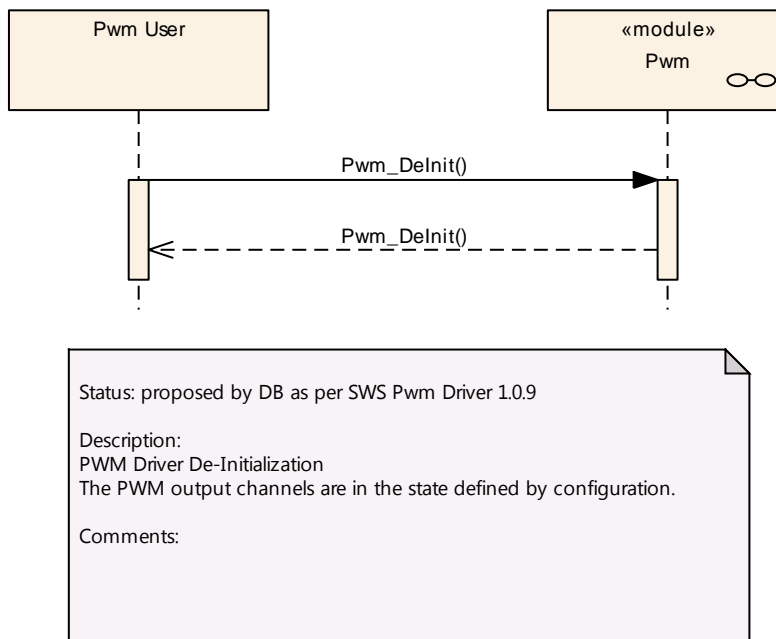 Pwm User
«module»
Pwm
Pwm_DeInit()
Pwm_DeInit()
Status: proposed by DB as per SWS Pwm Driver 1.0.9
Description:
PWM Driver De-Initialization
The PWM output channels are in the state defined by configuration.
Comments: